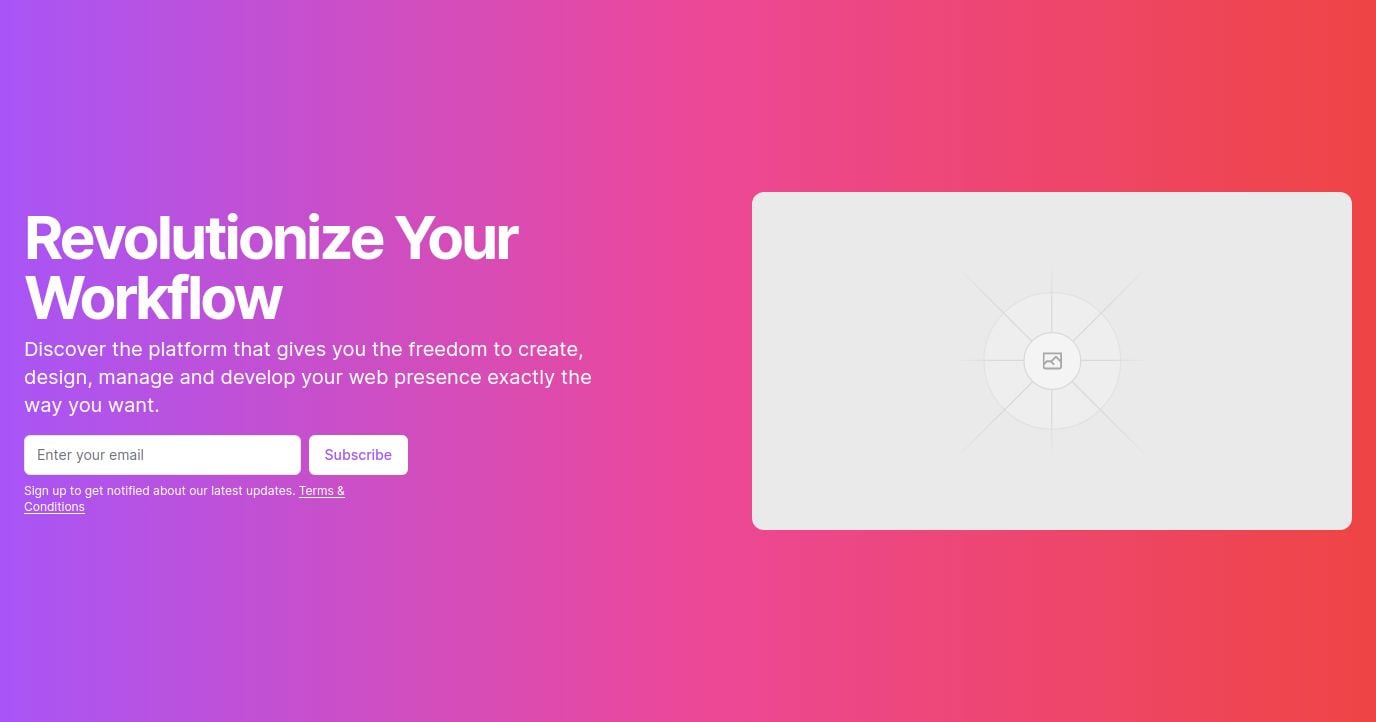 Revolutionize Your
Workflow
Discover the platform that gives you the freedom to create,
design, manage and develop your web presence exactly the
way you want.
Enter your email
Subscribe
Sign up to get notified about our latest updates. Terms &
Conditions